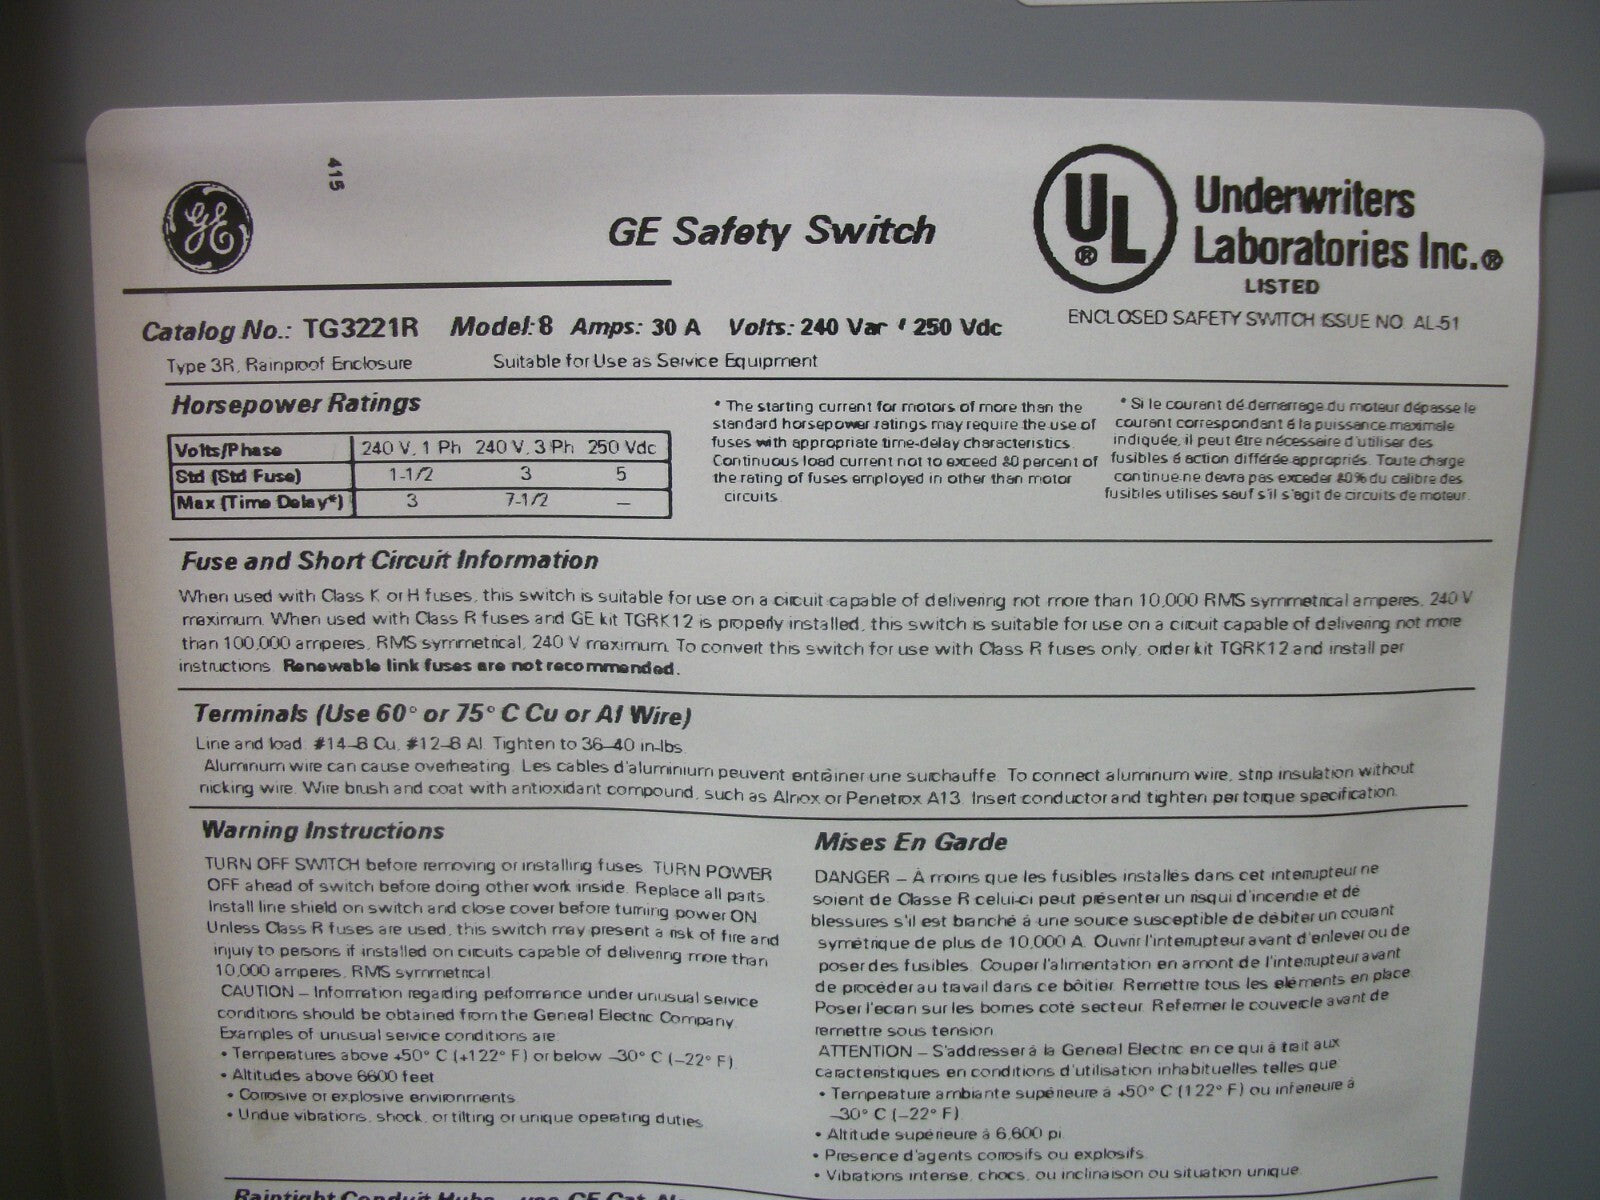 415
GE
GE Safety Switch
UL
®
Underwriters
Laboratories Inc.®
LISTED
ENCLOSED SAFETY SWITCH ISSUE NO. AL-51
Catalog No.: TG3221R Model: 8 Amps: 30 A Volts: 240 Var / 250 Vdc
Type 3R, Rainproof Enclosure Suitable for Use as Service Equipment
Horsepower Ratings
Volts/Phase 240 V, 1 Ph 240 V, 3 Ph 250 Vdc
Std (Std Fuse) 1-1/2 3 5
Max (Time Delay*) 3 7-1/2 —
* The starting current for motors of more than the
standard horsepower ratings may require the use of
fuses with appropriate time-delay characteristics.
Continuous load current not to exceed 80 percent of
the rating of fuses employed in other than motor
circuits.
* Si le courant dé demarrage du moteur dépasse le
courant correspondant á la puissance maximale
indiquée, il peut être nécessaire d'utiliser des
fusibles é action différée appropriés. Toute charge
continue ne devra pas exceder 80% du calibre des
fusibles utilises sauf s'il s'agit de circuits de moteur.
Fuse and Short Circuit Information
When used with Class K or H fuses, this switch is suitable for use on a circuit capable of delivering not more than 10,000 RMS symmetrical amperes, 240 V
maximum. When used with Class R fuses and GE kit TGRK12 is properly installed, this switch is suitable for use on a circuit capable of delivering not more
than 100,000 amperes, RMS symmetrical, 240 V maximum. To convert this switch for use with Class R fuses only, order kit TGRK12 and install per
instructions. Renewable link fuses are not recommended.
Terminals (Use 60° or 75° C Cu or Al Wire)
Line and load: #14–8 Cu, #12–8 Al. Tighten to 36–40 in-lbs.
Aluminum wire can cause overheating. Les cables d'aluminium peuvent entrâiner une surchauffe. To connect aluminum wire, strip insulation without
nicking wire. Wire brush and coat with antioxidant compound, such as Alnox or Penetrox A13. Insert conductor and tighten per torque specification.
Warning Instructions
TURN OFF SWITCH before removing or installing fuses. TURN POWER
OFF ahead of switch before doing other work inside. Replace all parts.
Install line shield on switch and close cover before turning power ON.
Unless Class R fuses are used, this switch may present a risk of fire and
injury to persons if installed on circuits capable of delivering more than
10,000 amperes, RMS symmetrical.
CAUTION – Information regarding performance under unusual service
conditions should be obtained from the General Electric Company.
Examples of unusual service conditions are:
• Temperatures above +50° C (+122° F) or below –30° C (–22° F)
• Altitudes above 6600 feet
• Corrosive or explosive environments
• Undue vibrations, shock, or tilting or unique operating duties.
Mises En Garde
DANGER – À moins que les fusibles installés dans cet interrupteur ne
soient de Classe R celui-ci peut présenter un risqui d'incendie et dé
blessures s'il est branché á une source susceptible de débiter un courant
symétrique de plus de 10,000 A. Ouvrir l'interrupteur avant d'enlever ou de
poser des fusibles. Couper l'alimentation en amont de l'interrupteur avant
de procéder au travail dans ce bôitier. Remettre tous les eléments en place.
Poser l'ecran sur les bornes coté secteur. Refermer le couvercle avant de
remettre sous tension.
ATTENTION – S'addresser á la General Electric en ce qui á trait aux
caracteristiques en conditions d'utilisation inhabituelles telles que:
• Temperature ambiante supérieure á +50° C (122° F) ou inferieure á
–30° C (–22° F).
• Altitude supérieure á 6,600 pi.
• Presence d'agents corrosifs ou explosifs.
• Vibrations intense, chocs, ou inclinaison ou situation unique.
Raintight Conduit Hubs – use GE Cat. No.